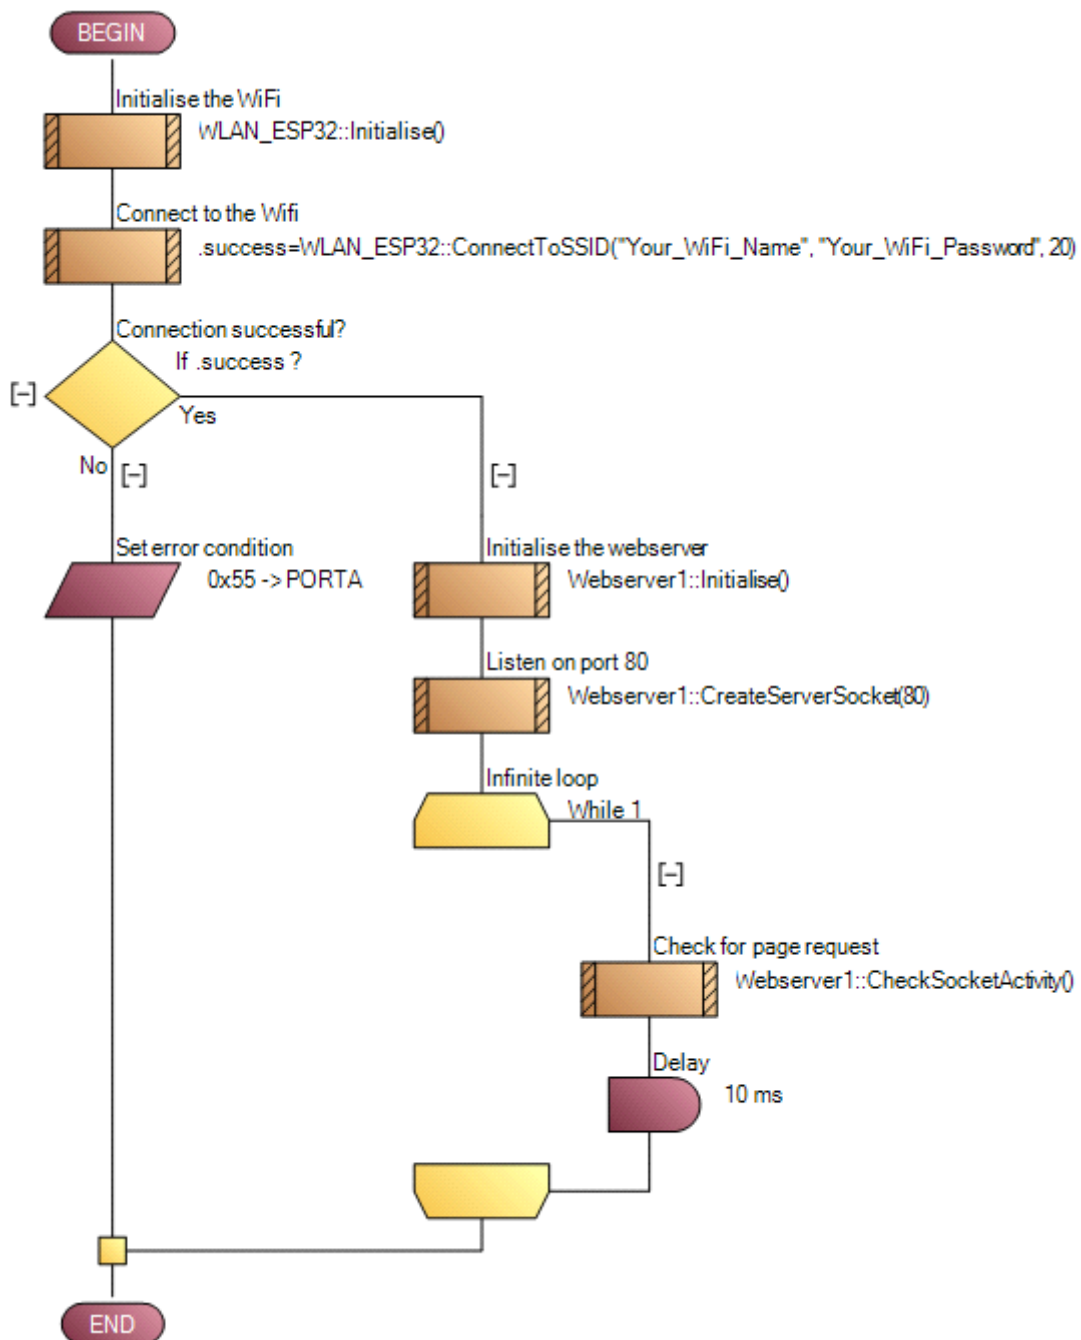 BEGIN
Initialise the WiFi
WLAN_ESP32::Initialise()
Connect to the Wifi
.success=WLAN_ESP32::ConnectToSSID("Your_WiFi_Name", "Your_WiFi_Password", 20)
Connection successful?
If .success ?
[-]
Yes
No
[-]
[-]
Set error condition
0x55 -> PORTA
Initialise the webserver
Webserver1::Initialise()
Listen on port 80
Webserver1::CreateServerSocket(80)
Infinite loop
While 1
[-]
Check for page request
Webserver1::CheckSocketActivity()
Delay
10 ms
END